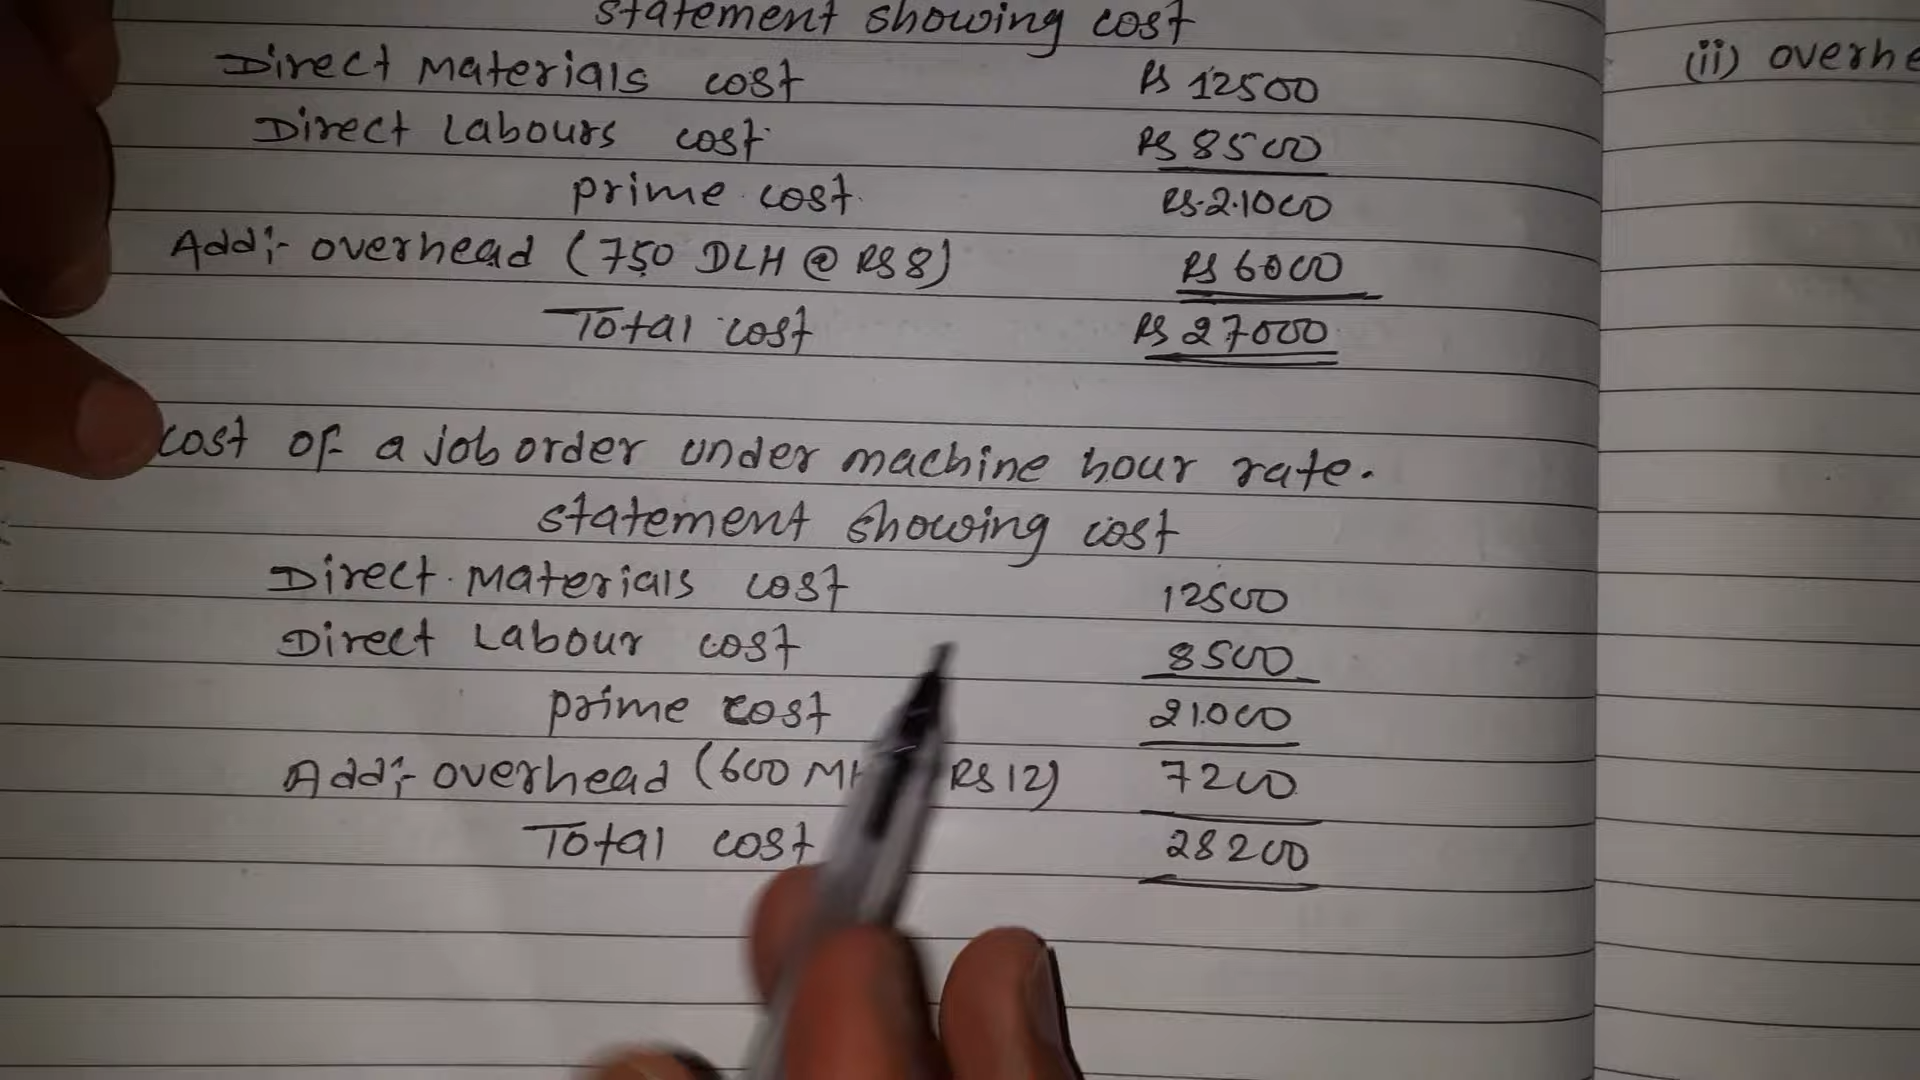 statement showing cost
Direct Materials cost Rs 12500
Direct Labours cost Rs 8500
prime cost Rs. 21000
Add:- overhead (750 DLH @ RS 8) Rs 6000
Total cost Rs 27000
cost of a job order under machine hour rate.
statement showing cost
Direct Materials cost 12500
Direct Labour cost 8500
prime cost 21000
Add:- overhead (600 RS 12) 7200
Total cost 28200
(ii)